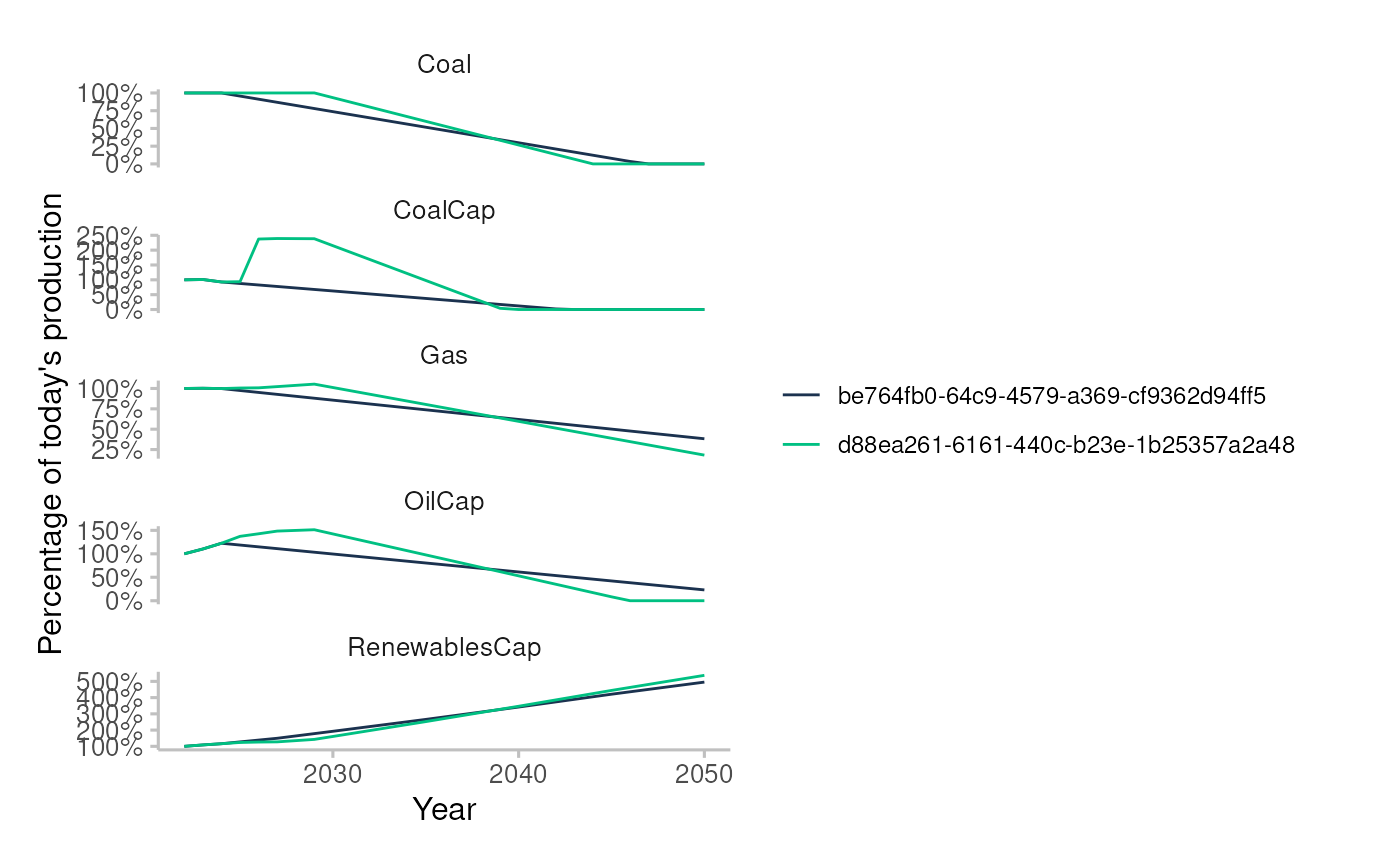 Coal
100%
75%
50%
25%
0%
CoalCap
250%
200%
150%
100%
50%
0%
Percentage of today's production
Gas
100%
75%
50%
25%
be764fb0-64c9-4579-a369-cf9362d94ff5
d88ea261-6161-440c-b23e-1b25357a2a48
OilCap
150%
100%
50%
0%
RenewablesCap
500%
400%
300%
200%
100%
2030 2040 2050
Year